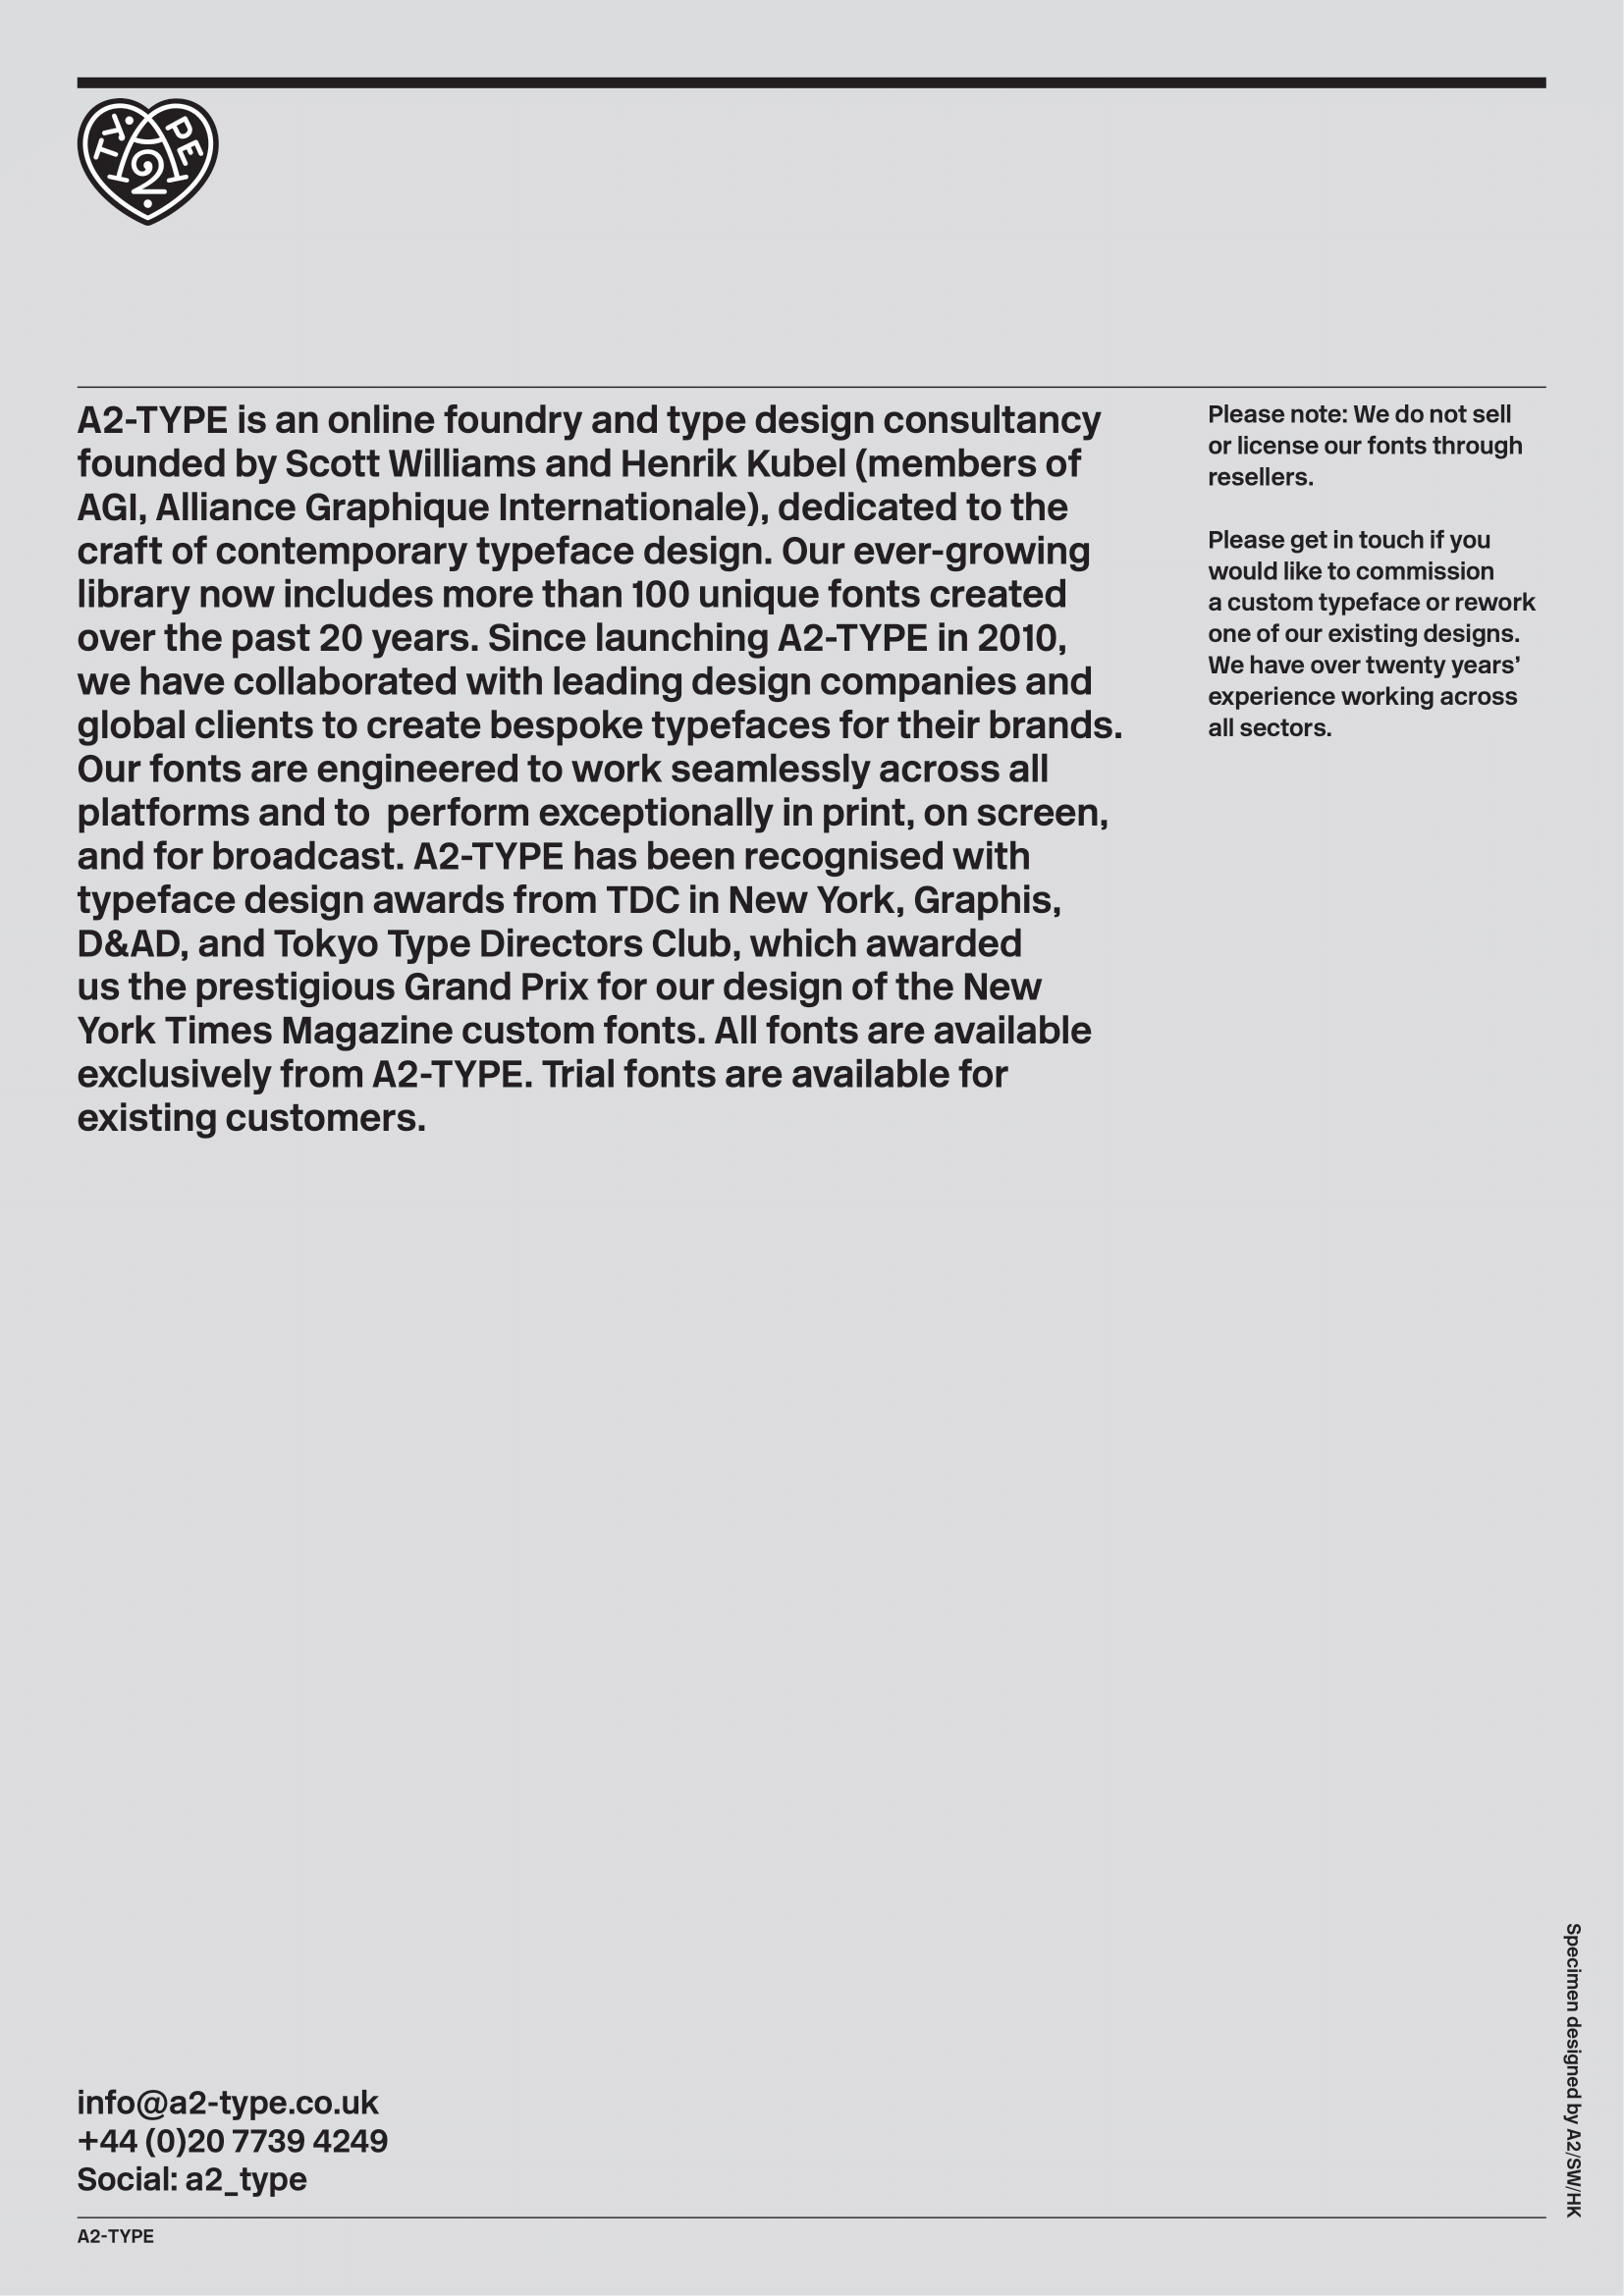 TYPE
A2
A2-TYPE is an online foundry and type design consultancy
founded by Scott Williams and Henrik Kubel (members of
AGI, Alliance Graphique Internationale), dedicated to the
craft of contemporary typeface design. Our ever-growing
library now includes more than 100 unique fonts created
over the past 20 years. Since launching A2-TYPE in 2010,
we have collaborated with leading design companies and
global clients to create bespoke typefaces for their brands.
Our fonts are engineered to work seamlessly across all
platforms and to  perform exceptionally in print, on screen,
and for broadcast. A2-TYPE has been recognised with
typeface design awards from TDC in New York, Graphis,
D&AD, and Tokyo Type Directors Club, which awarded
us the prestigious Grand Prix for our design of the New
York Times Magazine custom fonts. All fonts are available
exclusively from A2-TYPE. Trial fonts are available for
existing customers.
Please note: We do not sell
or license our fonts through
resellers.
Please get in touch if you
would like to commission
a custom typeface or rework
one of our existing designs.
We have over twenty years’
experience working across
all sectors.
Specimen designed by A2/SW/HK
info@a2-type.co.uk
+44 (0)20 7739 4249
Social: a2_type
A2-TYPE